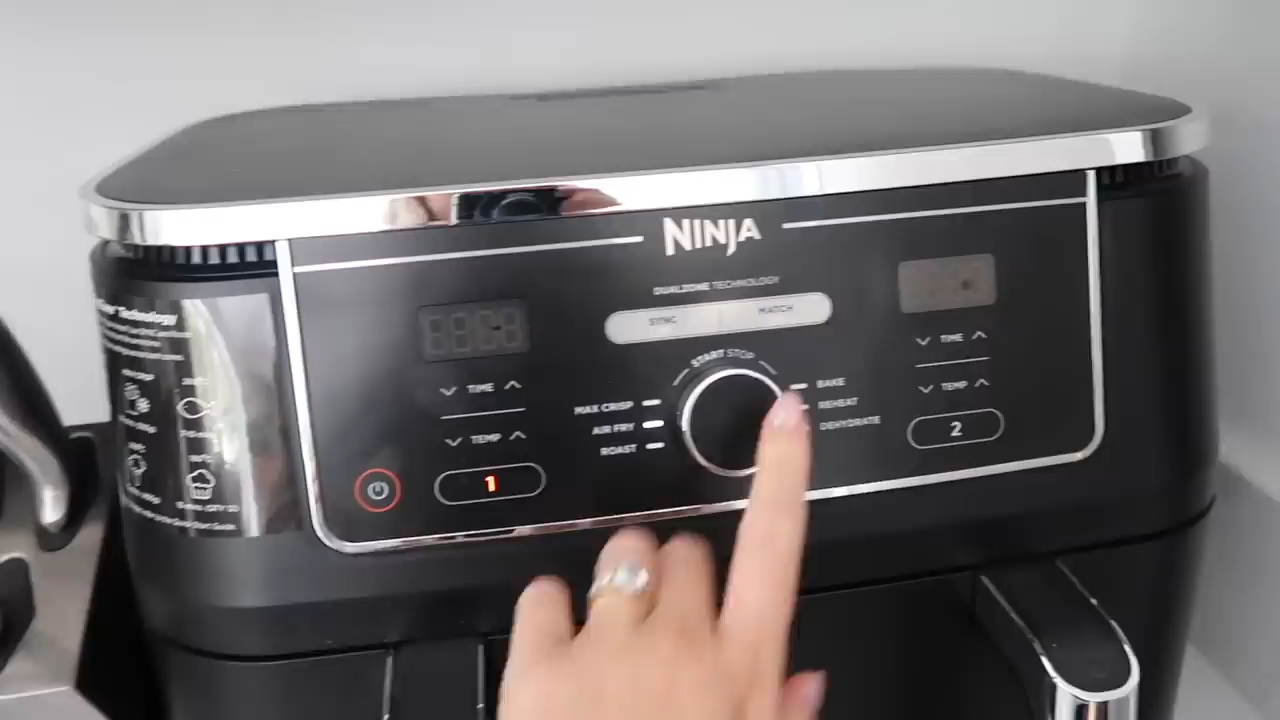 NINJA
DUALZONE TECHNOLOGY
SYNC MATCH
START STOP
TIME
TEMP
1
MAX CRISP
AIR FRY
ROAST
BAKE
REHEAT
DEHYDRATE
TIME
TEMP
2
Technology